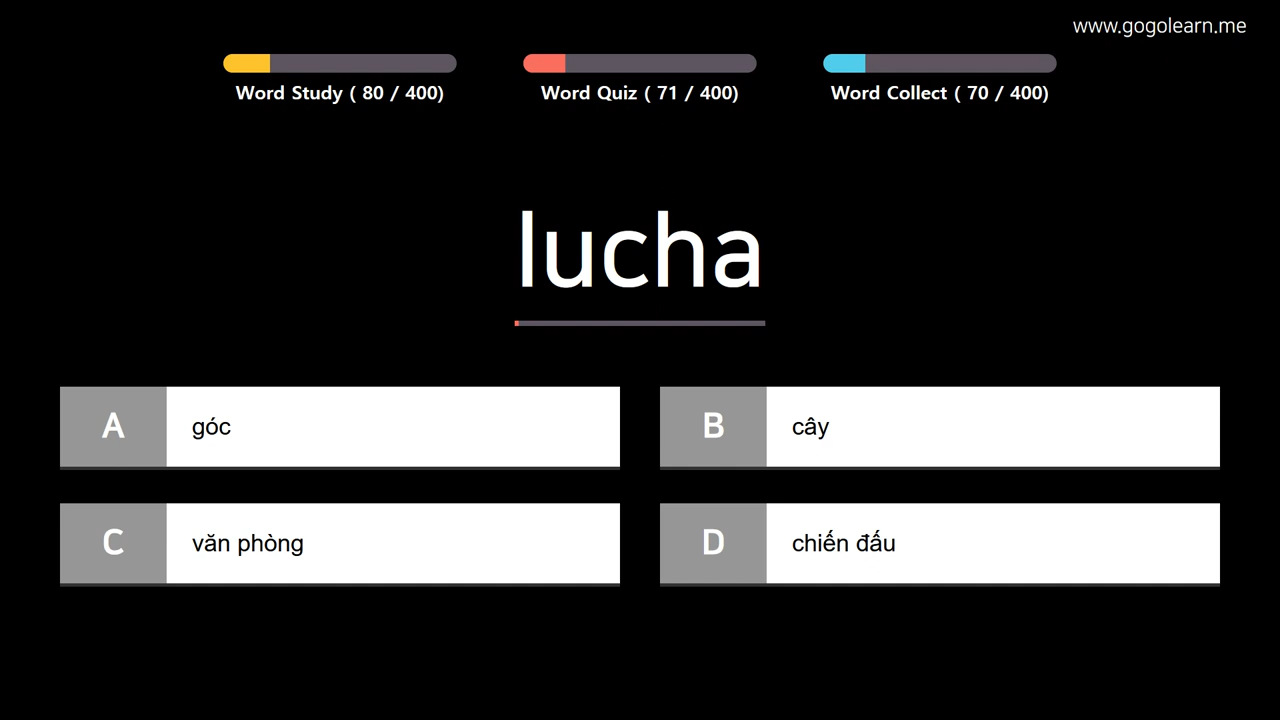 www.gogolearn.me
Word Study ( 80 / 400)
Word Quiz ( 71 / 400)
Word Collect ( 70 / 400)
lucha
A góc
B cây
C văn phòng
D chiến đấu